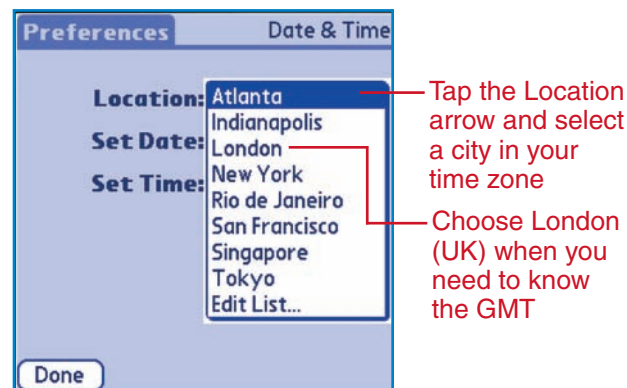 Preferences Date & Time
Location: Atlanta
Indianapolis
Set Date: London
New York
Set Time: Rio de Janeiro
San Francisco
Singapore
Tokyo
Edit List...
Done
Tap the Location
arrow and select
a city in your
time zone
Choose London
(UK) when you
need to know
the GMT